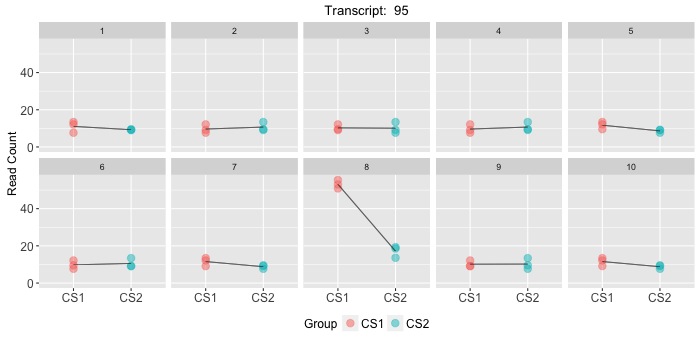 Transcript: 95
1 2 3 4 5
40
20
0
6 7 8 9 10
40
20
0
Read Count
CS1 CS2 CS1 CS2 CS1 CS2 CS1 CS2 CS1 CS2
Group CS1 CS2